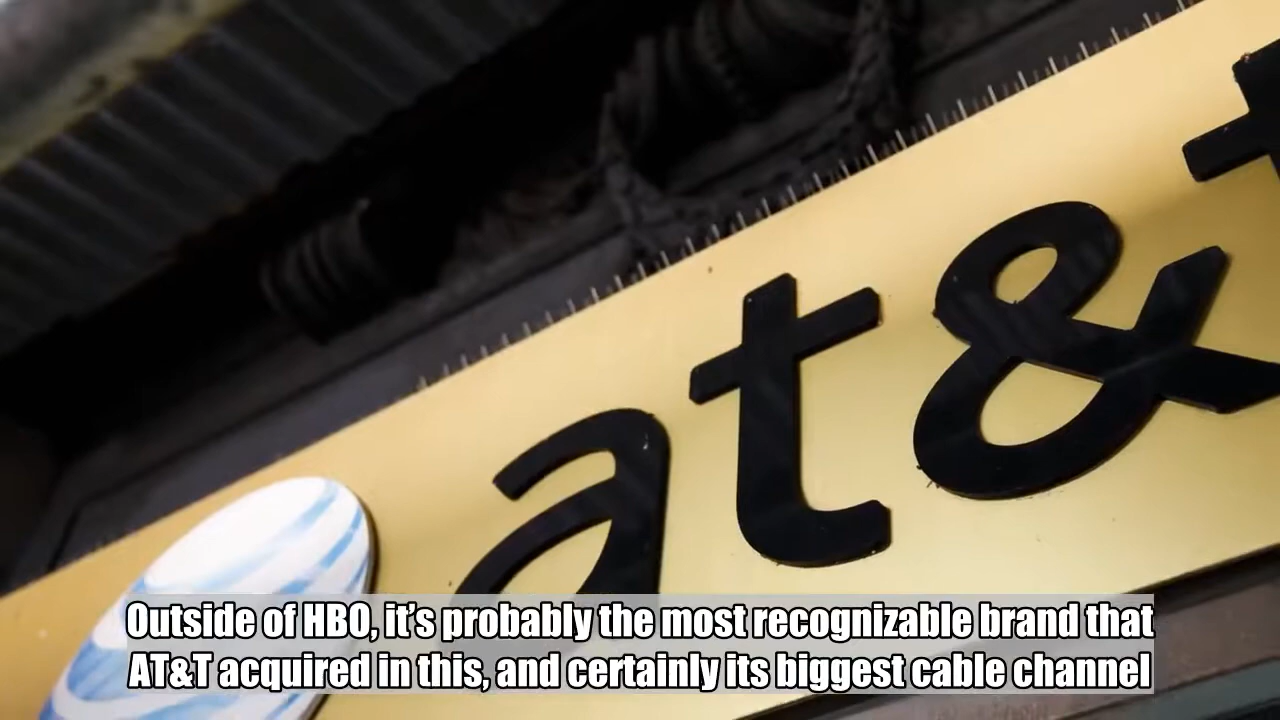 at&t
Outside of HBO, it’s probably the most recognizable brand that
AT&T acquired in this, and certainly its biggest cable channel